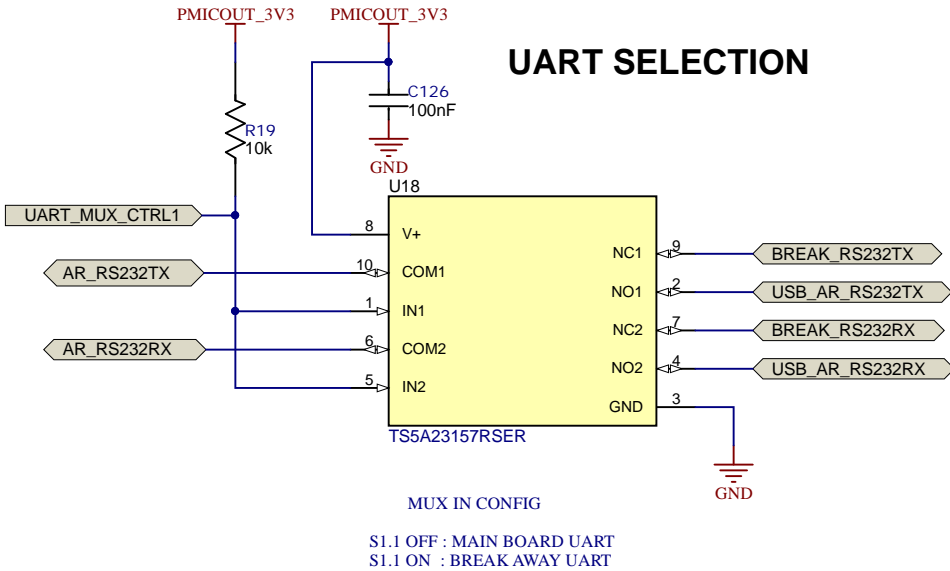 PMICOUT_3V3
PMICOUT_3V3
UART SELECTION
C126
100nF
R19
10k
GND
U18
UART_MUX_CTRL1
8
V+
NC1
9
BREAK_RS232TX
AR_RS232TX
10
COM1
NO1
2
USB_AR_RS232TX
1
IN1
NC2
7
BREAK_RS232RX
AR_RS232RX
6
COM2
NO2
4
USB_AR_RS232RX
5
IN2
GND
3
TS5A23157RSER
GND
MUX IN CONFIG
S1.1 OFF : MAIN BOARD UART
S1.1 ON : BREAK AWAY UART